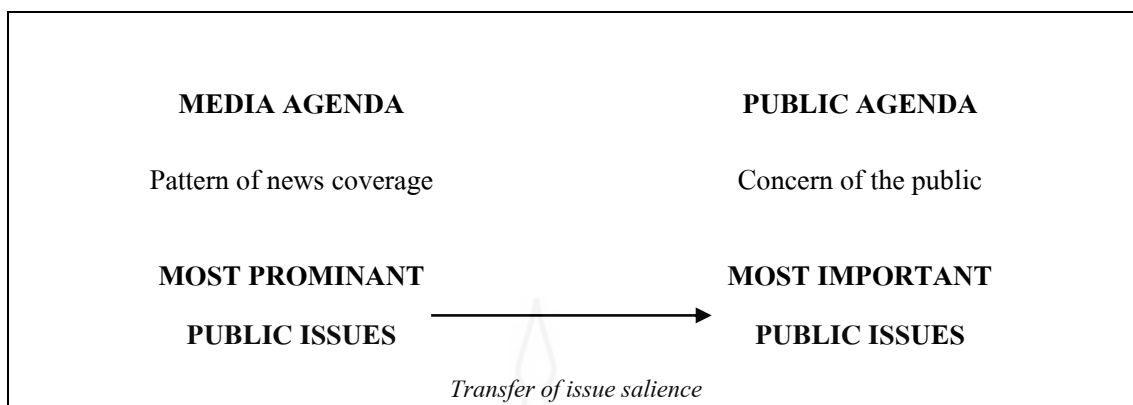 MEDIA AGENDA
PUBLIC AGENDA
Pattern of news coverage
Concern of the public
MOST PROMINANT
MOST IMPORTANT
PUBLIC ISSUES
PUBLIC ISSUES
Transfer of issue salience